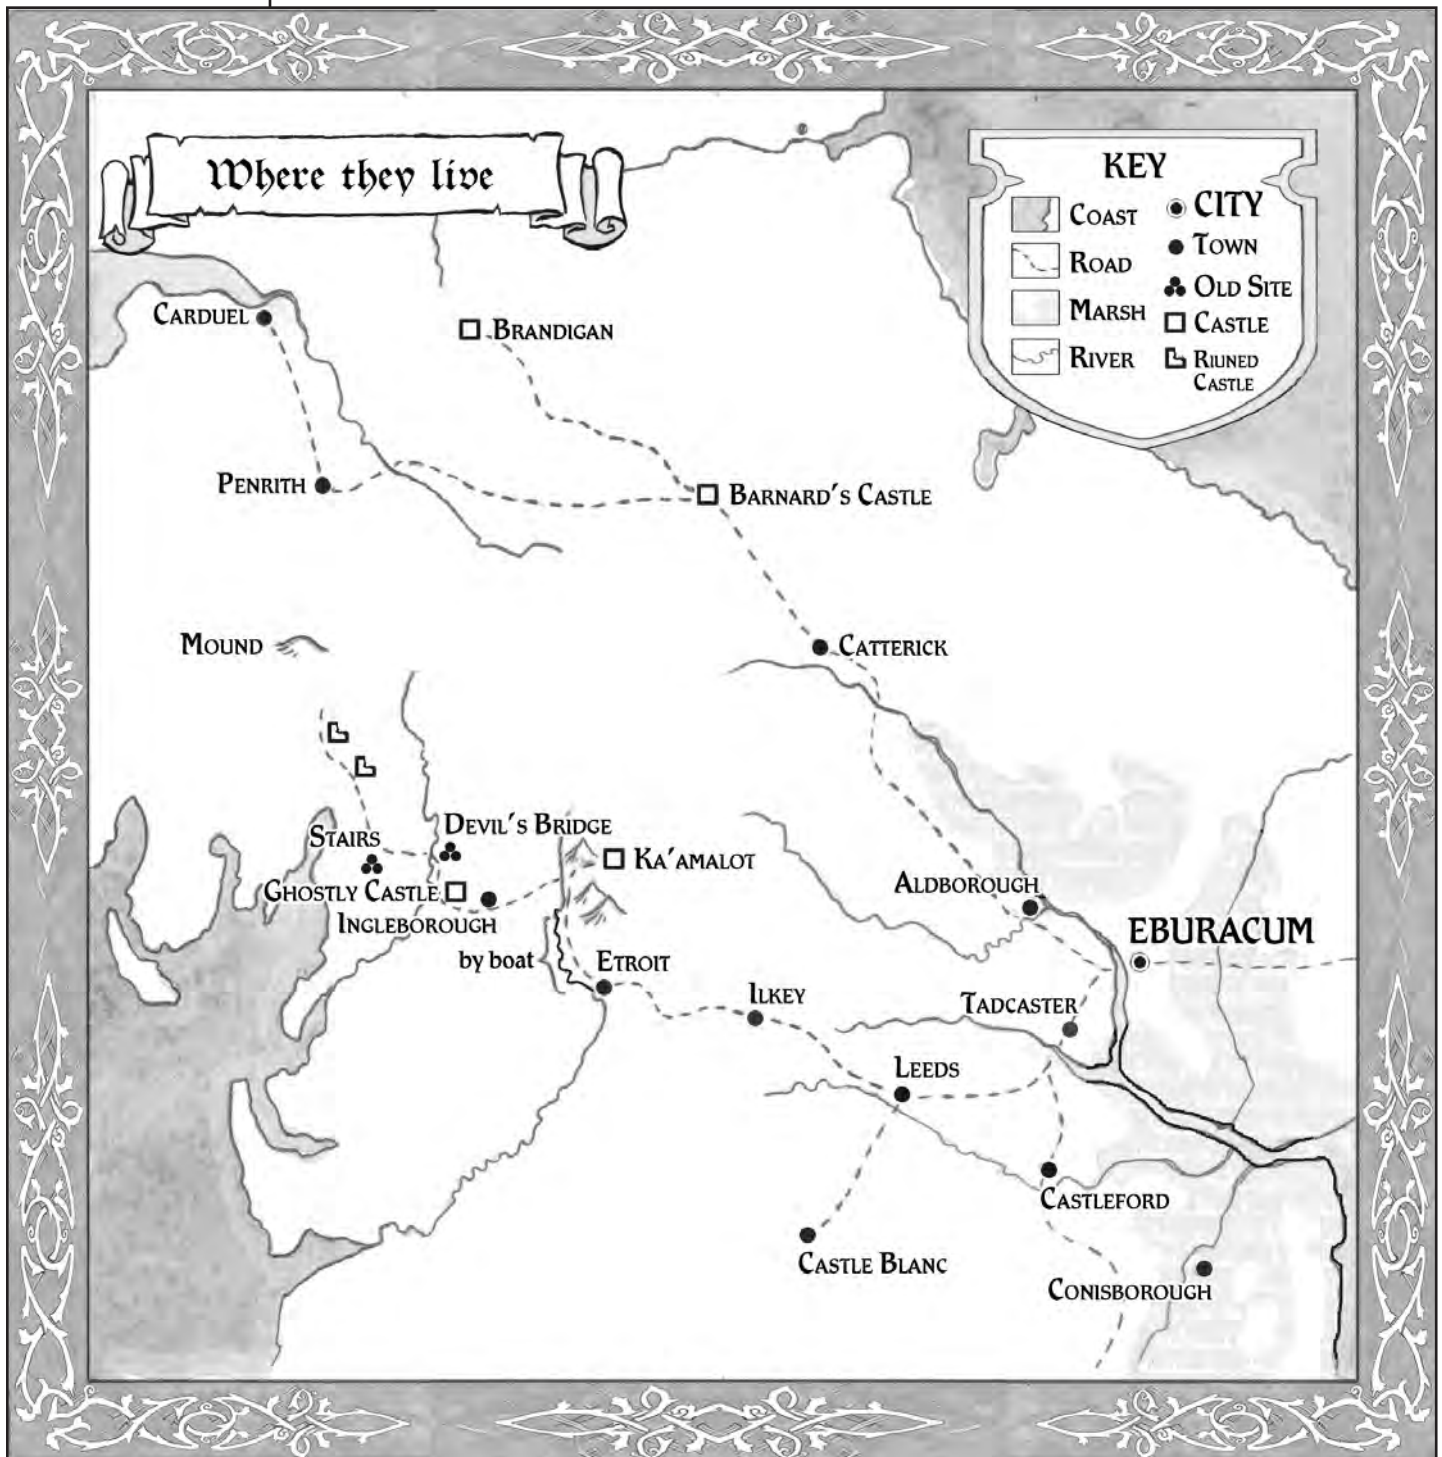 Where they live
KEY
COAST
ROAD
MARSH
RIVER
CITY
TOWN
OLD SITE
CASTLE
RIUNED
CASTLE
CARDUEL
BRANDIGAN
PENRITH
BARNARD'S CASTLE
MOUND
CATTERICK
STAIRS
DEVIL'S BRIDGE
KA'AMALOT
GHOSTLY CASTLE
INGLEBOROUGH
ALDBOROUGH
EBURACUM
by boat
ETROIT
ILKEY
TADCASTER
LEEDS
CASTLEFORD
CASTLE BLANC
CONISBOROUGH